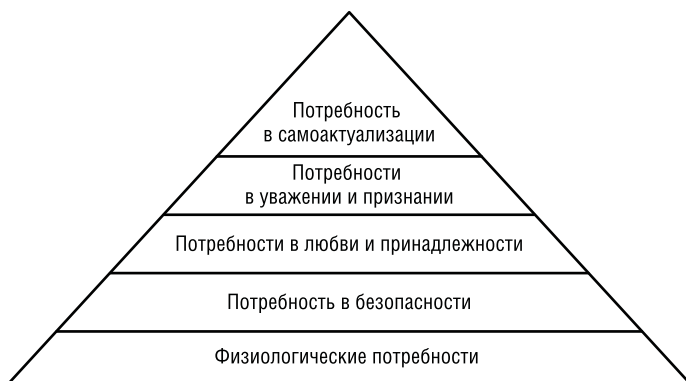 Потребность
в самоактуализации
Потребности
в уважении и признании
Потребности в любви и принадлежности
Потребность в безопасности
Физиологические потребности